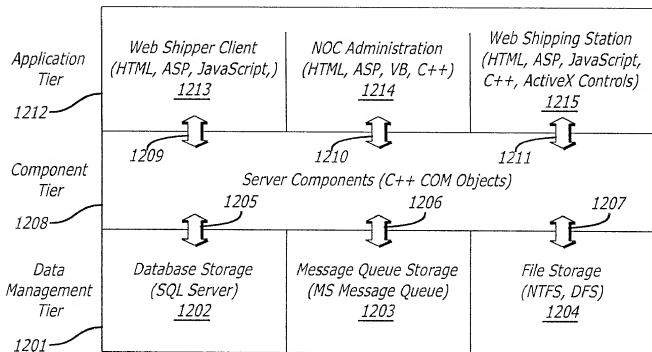 Application
Tier
1212
Web Shipper Client
(HTML, ASP, JavaScript,)
1213
NOC Administration
(HTML, ASP, VB, C++)
1214
Web Shipping Station
(HTML, ASP, JavaScript,
C++, ActiveX Controls)
1215
1209
1210
1211
Component
Tier
1208
Server Components (C++ COM Objects)
1205
1206
1207
Data
Management
Tier
1201
Database Storage
(SQL Server)
1202
Message Queue Storage
(MS Message Queue)
1203
File Storage
(NTFS, DFS)
1204